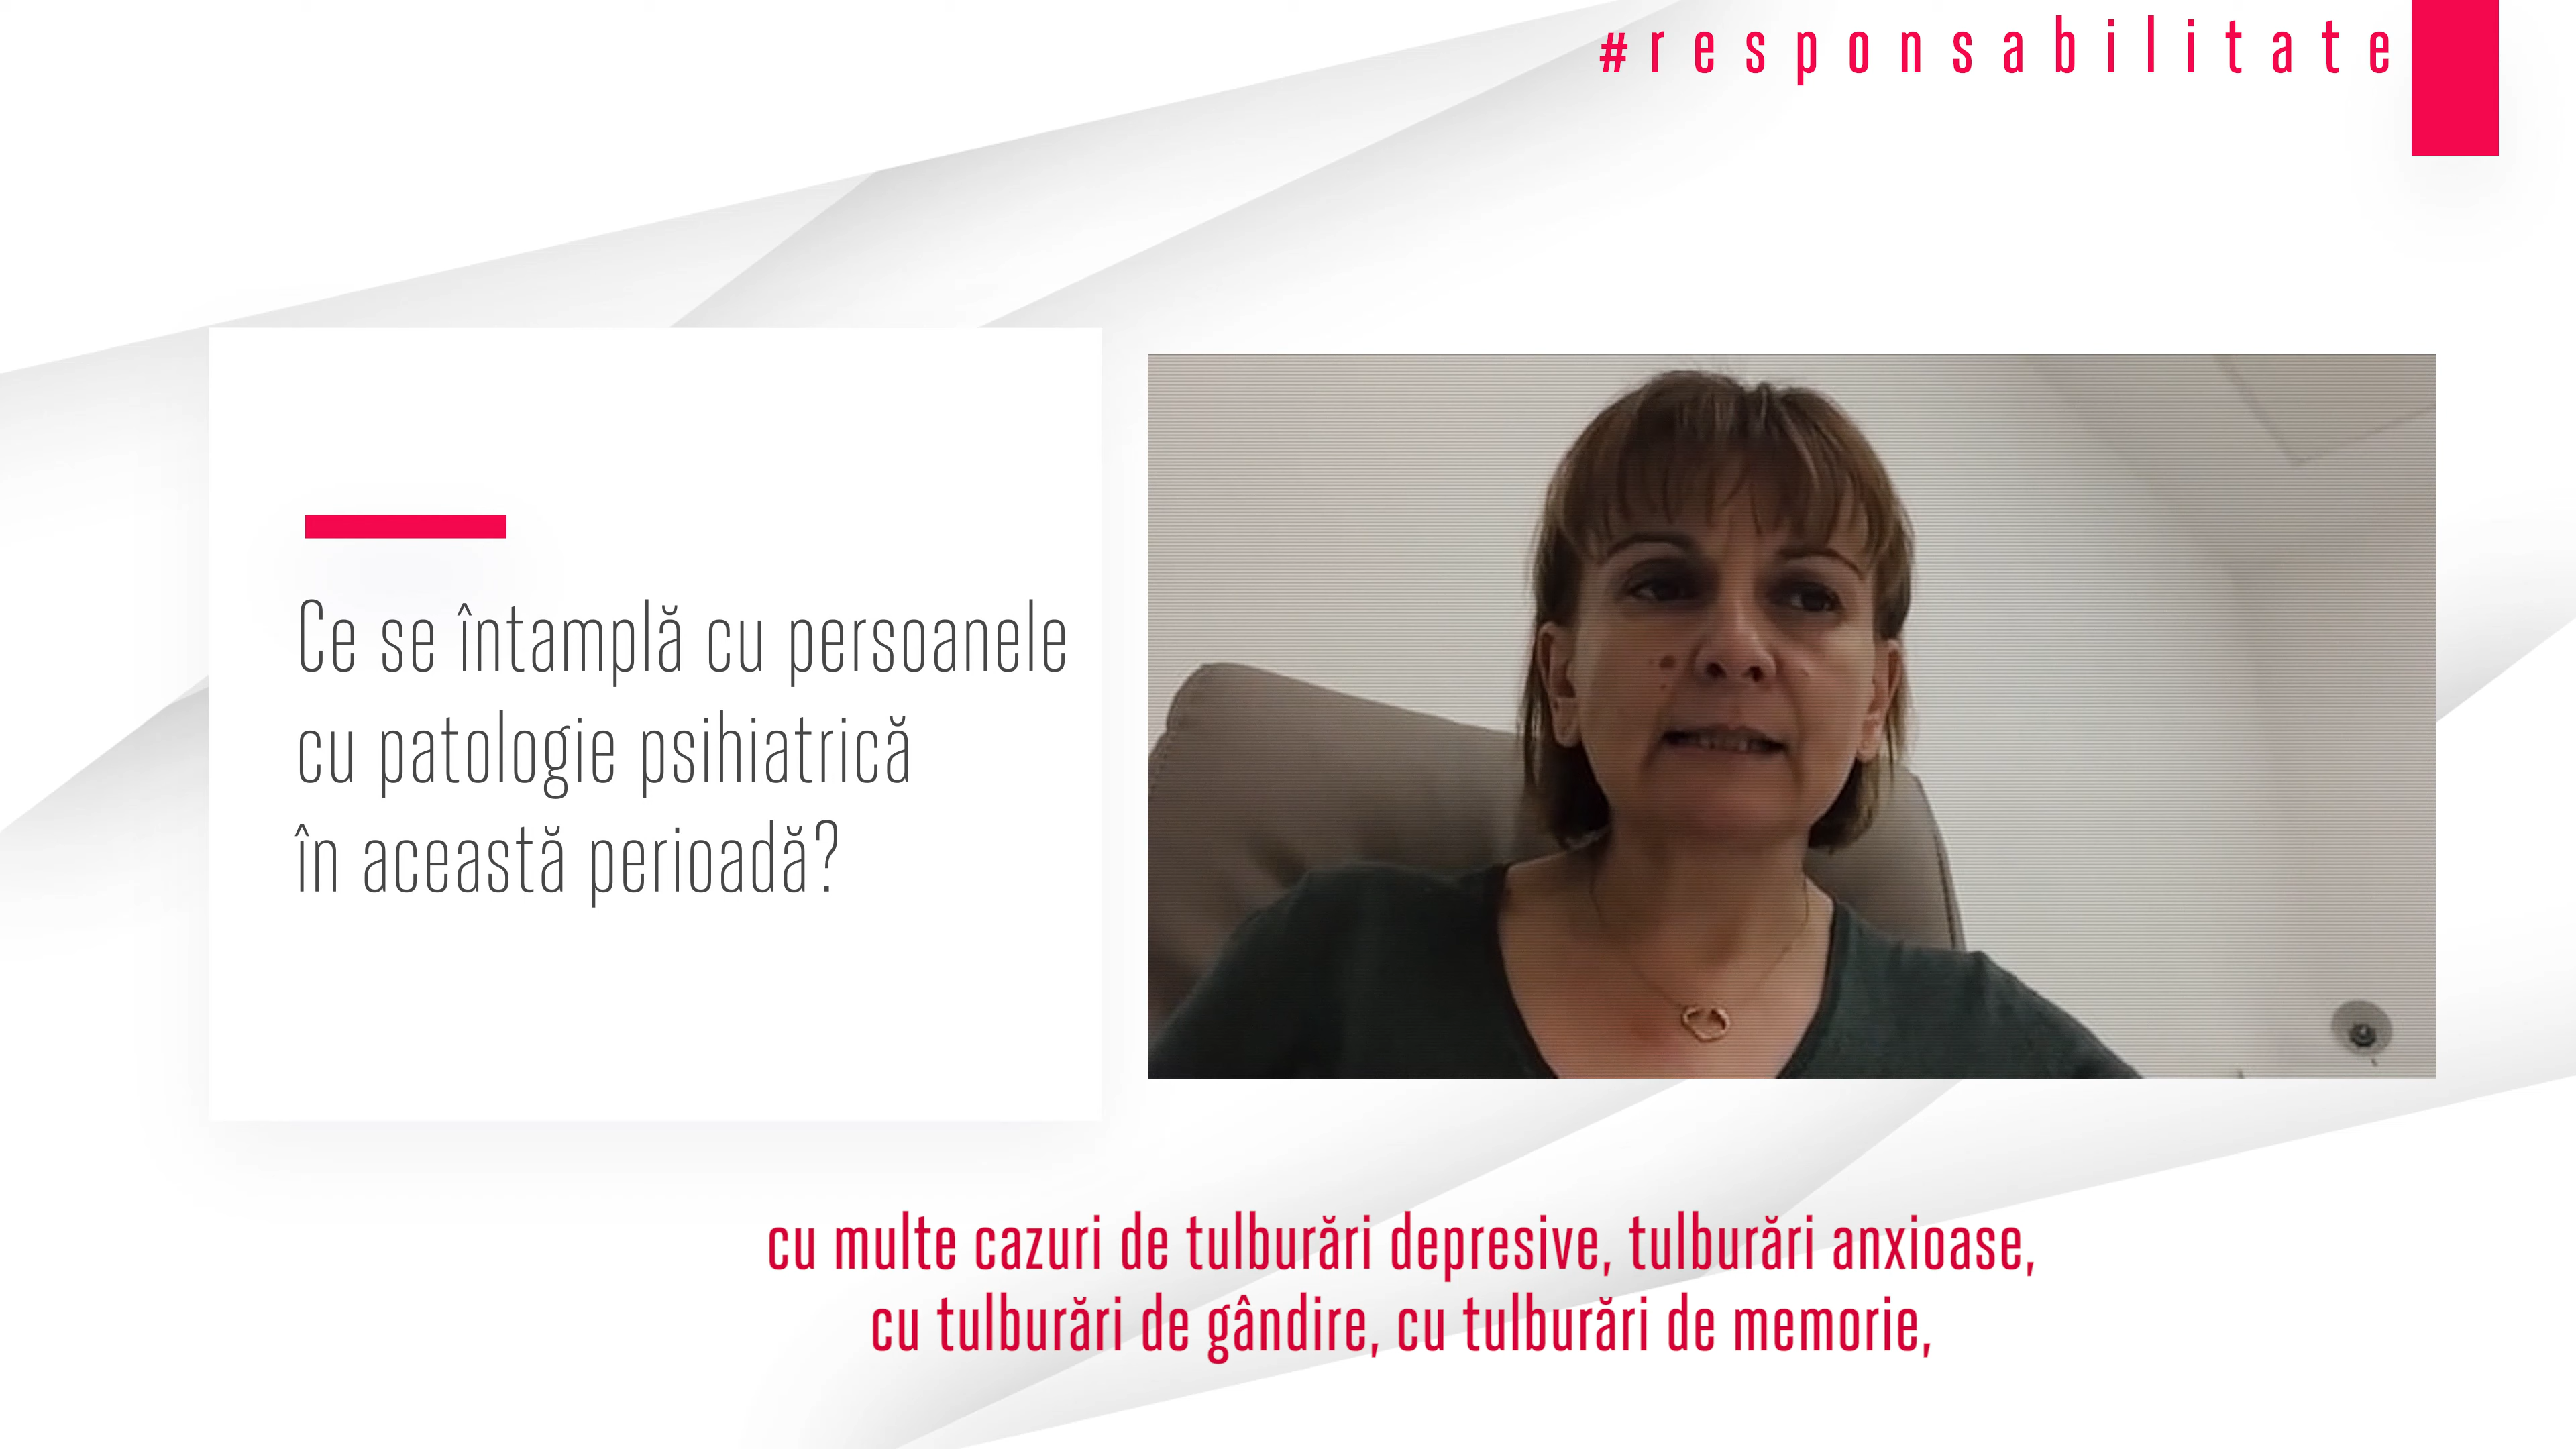 #responsabilitate
Ce se întamplă cu persoanele
cu patologie psihiatrică
în această perioadă?
cu multe cazuri de tulburări depresive, tulburări anxioase,
cu tulburări de gândire, cu tulburări de memorie,